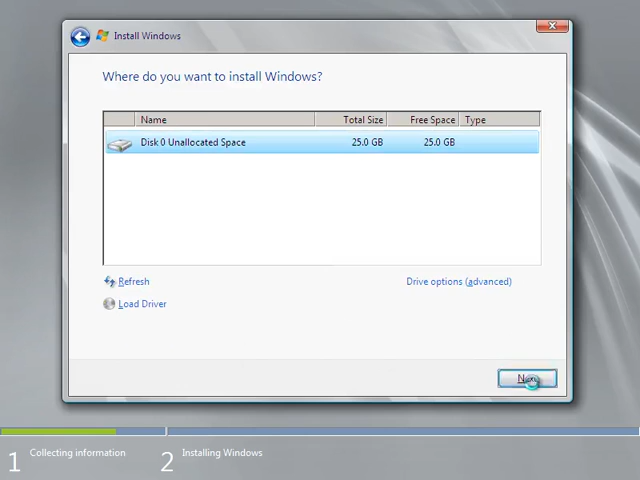 Install Windows
Where do you want to install Windows?
Name Total Size Free Space Type
Disk 0 Unallocated Space 25.0 GB 25.0 GB
Refresh Drive options (advanced)
Load Driver
1 Collecting information 2 Installing Windows